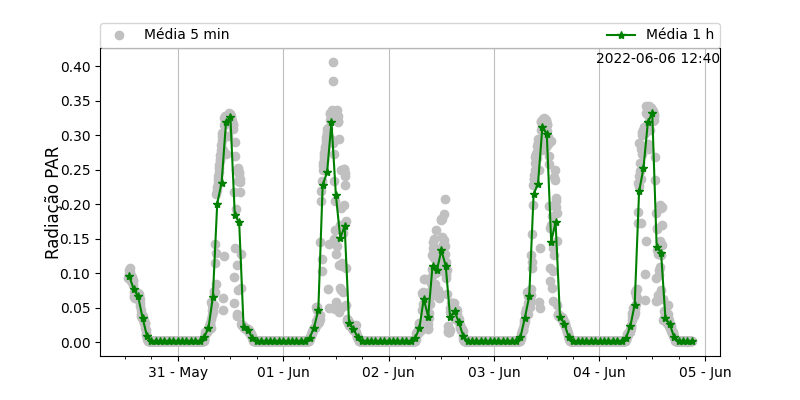 Média 5 min
Média 1 h
2022-06-06 12:40
Radiação PAR
0.40
0.35
0.30
0.25
0.20
0.15
0.10
0.05
0.00
31 - May
01 - Jun
02 - Jun
03 - Jun
04 - Jun
05 - Jun